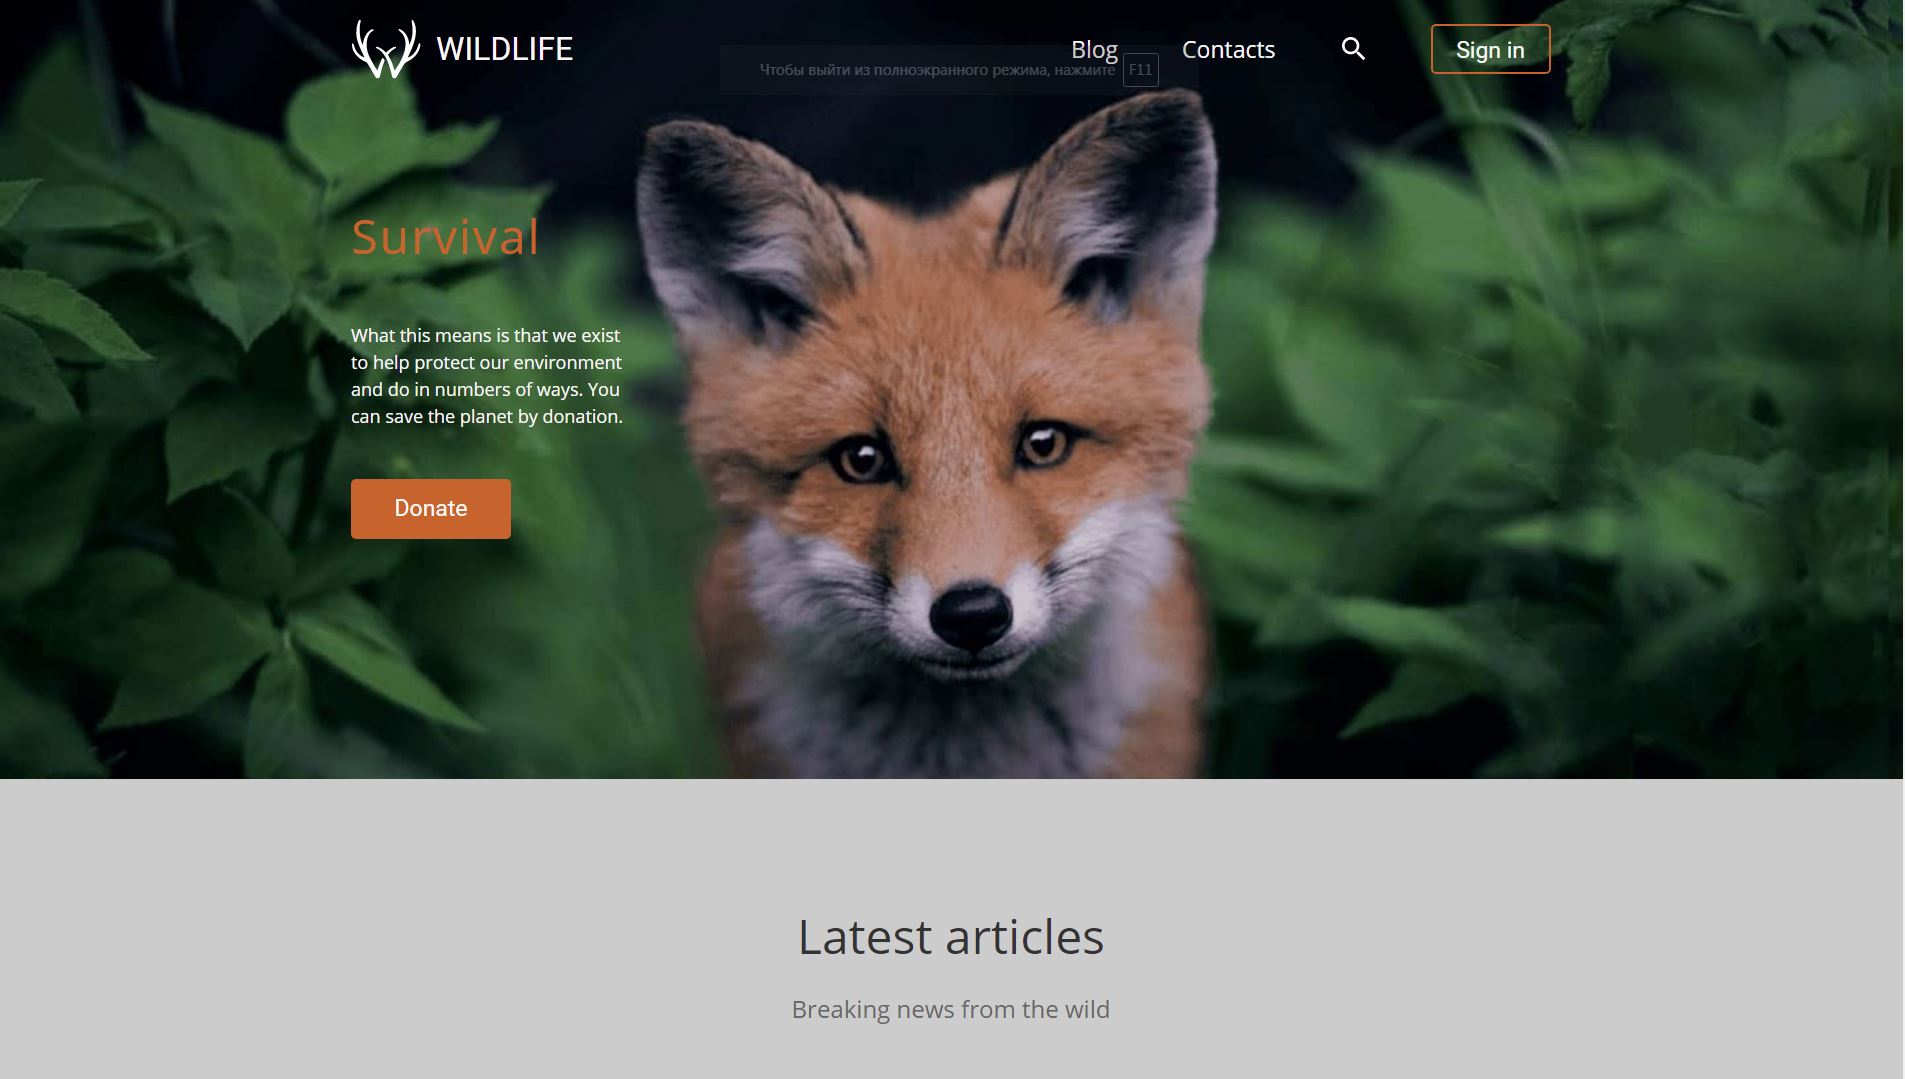 WILDLIFE
Blog
Contacts
Sign in
Чтобы выйти из полноэкранного режима, нажмите F11
Survival
What this means is that we exist
to help protect our environment
and do in numbers of ways. You
can save the planet by donation.
Donate
Latest articles
Breaking news from the wild